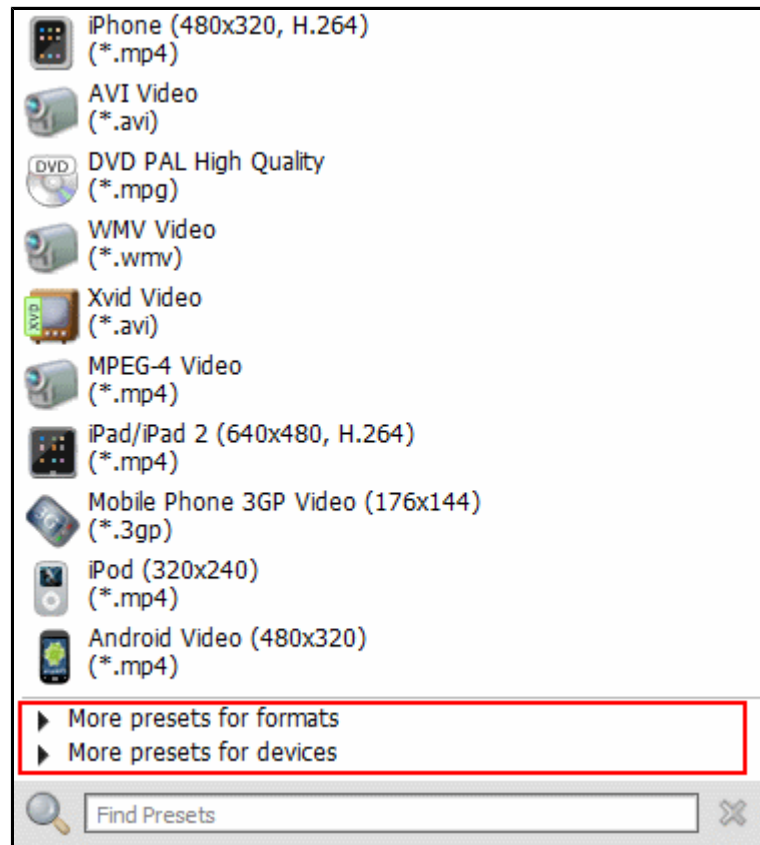 iPhone (480x320, H.264)
(*.mp4)
AVI Video
(*.avi)
DVD
DVD PAL High Quality
(*.mpg)
WMV Video
(*.wmv)
XVD
Xvid Video
(*.avi)
MPEG-4 Video
(*.mp4)
iPad/iPad 2 (640x480, H.264)
(*.mp4)
3GP
Mobile Phone 3GP Video (176x144)
(*.3gp)
iPod (320x240)
(*.mp4)
Android Video (480x320)
(*.mp4)
More presets for formats
More presets for devices
Find Presets